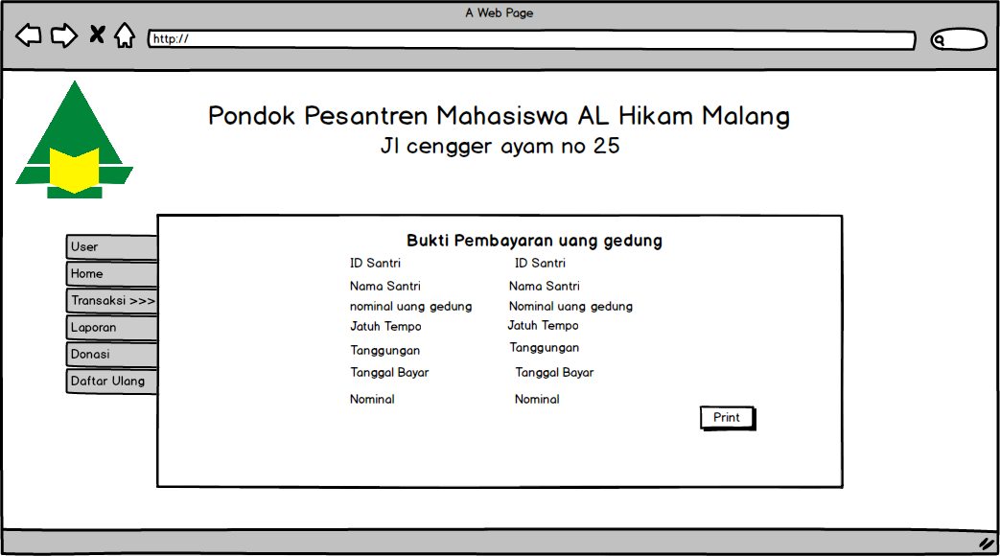 A Web Page
http://
Pondok Pesantren Mahasiswa AL Hikam Malang
Jl cengger ayam no 25
User
Home
Transaksi >>>
Laporan
Donasi
Daftar Ulang
Bukti Pembayaran uang gedung
ID Santri ID Santri
Nama Santri Nama Santri
nominal uang gedung Nominal uang gedung
Jatuh Tempo Jatuh Tempo
Tanggungan Tanggungan
Tanggal Bayar Tanggal Bayar
Nominal Nominal
Print